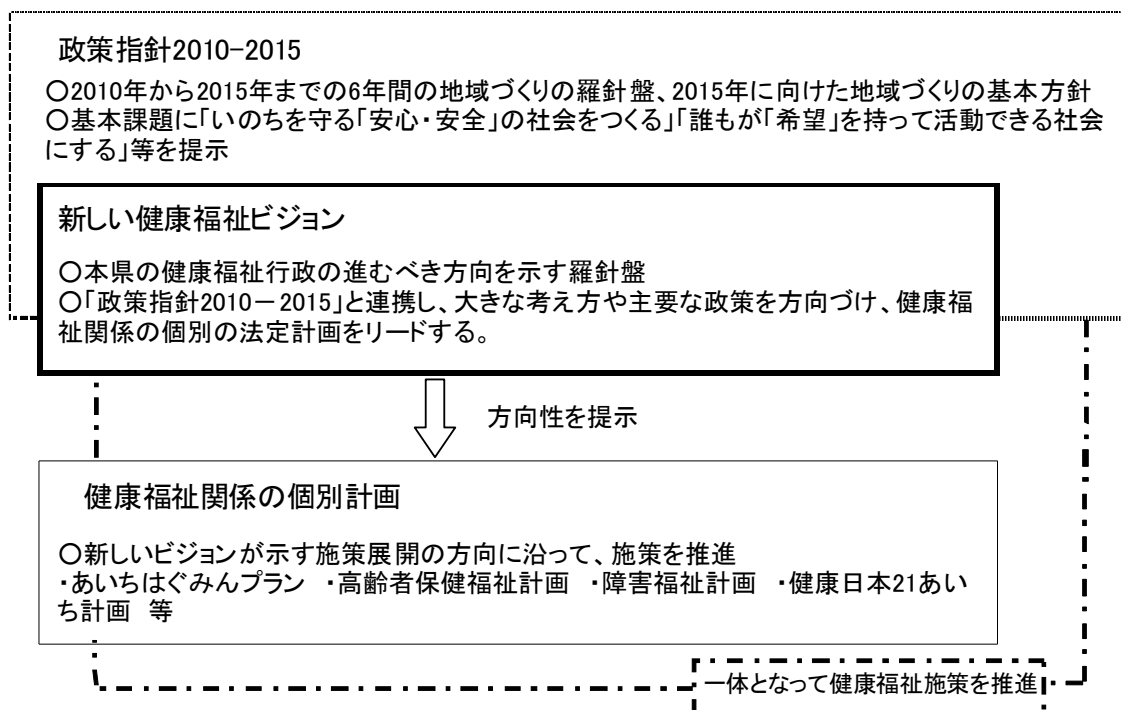 政策指針2010-2015
○2010年から2015年までの6年間の地域づくりの羅針盤、2015年に向けた地域づくりの基本方針
○基本課題に「いのちを守る「安心・安全」の社会をつくる」「誰もが「希望」を持って活動できる社会
にする」等を提示
新しい健康福祉ビジョン
○本県の健康福祉行政の進むべき方向を示す羅針盤
○「政策指針2010－2015」と連携し、大きな考え方や主要な政策を方向づけ、健康福
祉関係の個別の法定計画をリードする。
方向性を提示
健康福祉関係の個別計画
○新しいビジョンが示す施策展開の方向に沿って、施策を推進
・あいちはぐみんプラン　・高齢者保健福祉計画　・障害福祉計画　・健康日本21あい
ち計画　等
一体となって健康福祉施策を推進